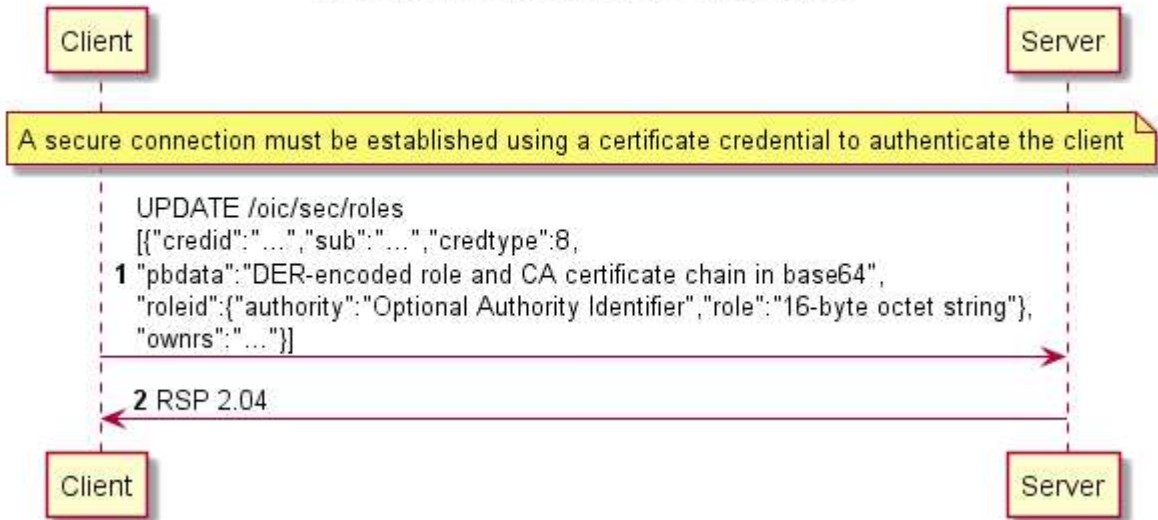 Client
Server
A secure connection must be established using a certificate credential to authenticate the client
UPDATE /oic/sec/roles
[{"credid":"...","sub":"...","credtype":8,
1 "pbdata":"DER-encoded role and CA certificate chain in base64",
"roleid":{"authority":"Optional Authority Identifier","role":"16-byte octet string"},
"ownrs":"..."}]
2 RSP 2.04
Client
Server